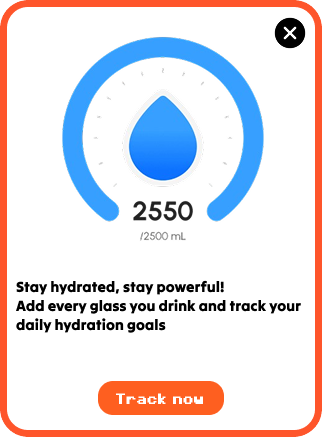 2550
/2500 mL
Stay hydrated, stay powerful!
Add every glass you drink and track your
daily hydration goals
Track now